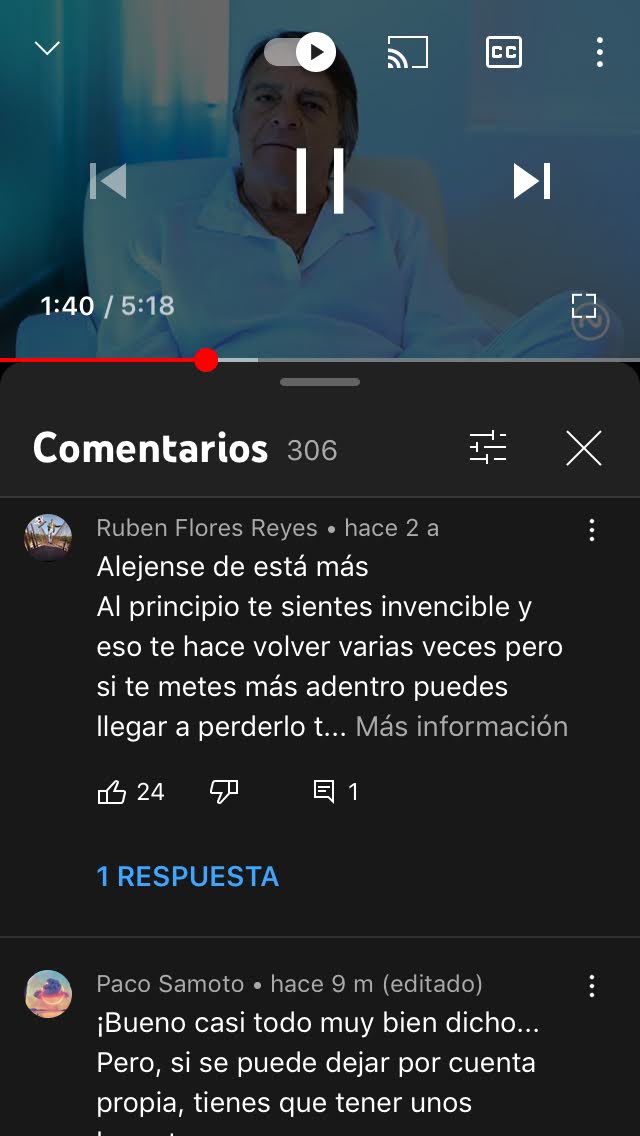 CC
1:40 / 5:18
Comentarios 306
Ruben Flores Reyes • hace 2 a
Alejense de está más
Al principio te sientes invencible y
eso te hace volver varias veces pero
si te metes más adentro puedes
llegar a perderlo t... Más información
24 1
1 RESPUESTA
Paco Samoto • hace 9 m (editado)
¡Bueno casi todo muy bien dicho...
Pero, si se puede dejar por cuenta
propia, tienes que tener unos